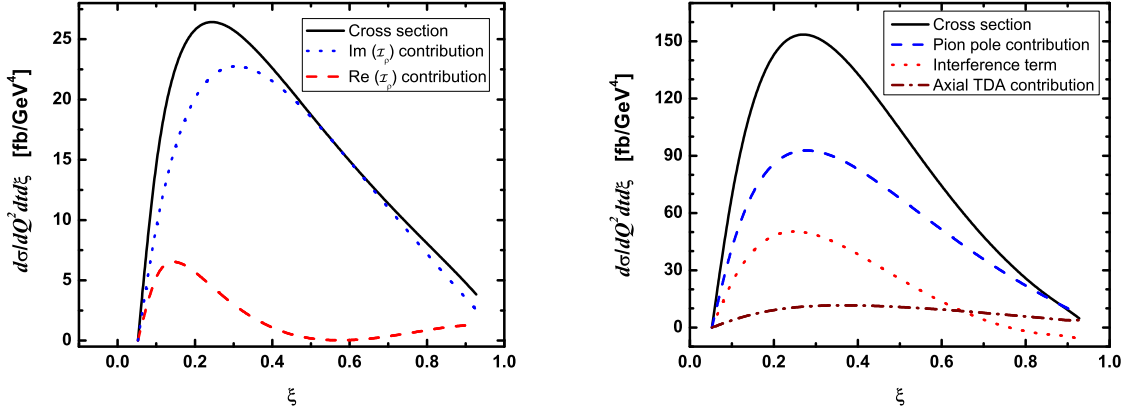 dσ/dQ²dtdξ [fb/GeV⁴]
25
20
15
10
5
0
Cross section
Im (ℐρ) contribution
Re (ℐρ) contribution
0.0 0.2 0.4 0.6 0.8 1.0
ξ
dσ/dQ²dtdξ [fb/GeV⁴]
150
120
90
60
30
0
Cross section
Pion pole contribution
Interference term
Axial TDA contribution
0.0 0.2 0.4 0.6 0.8 1.0
ξ